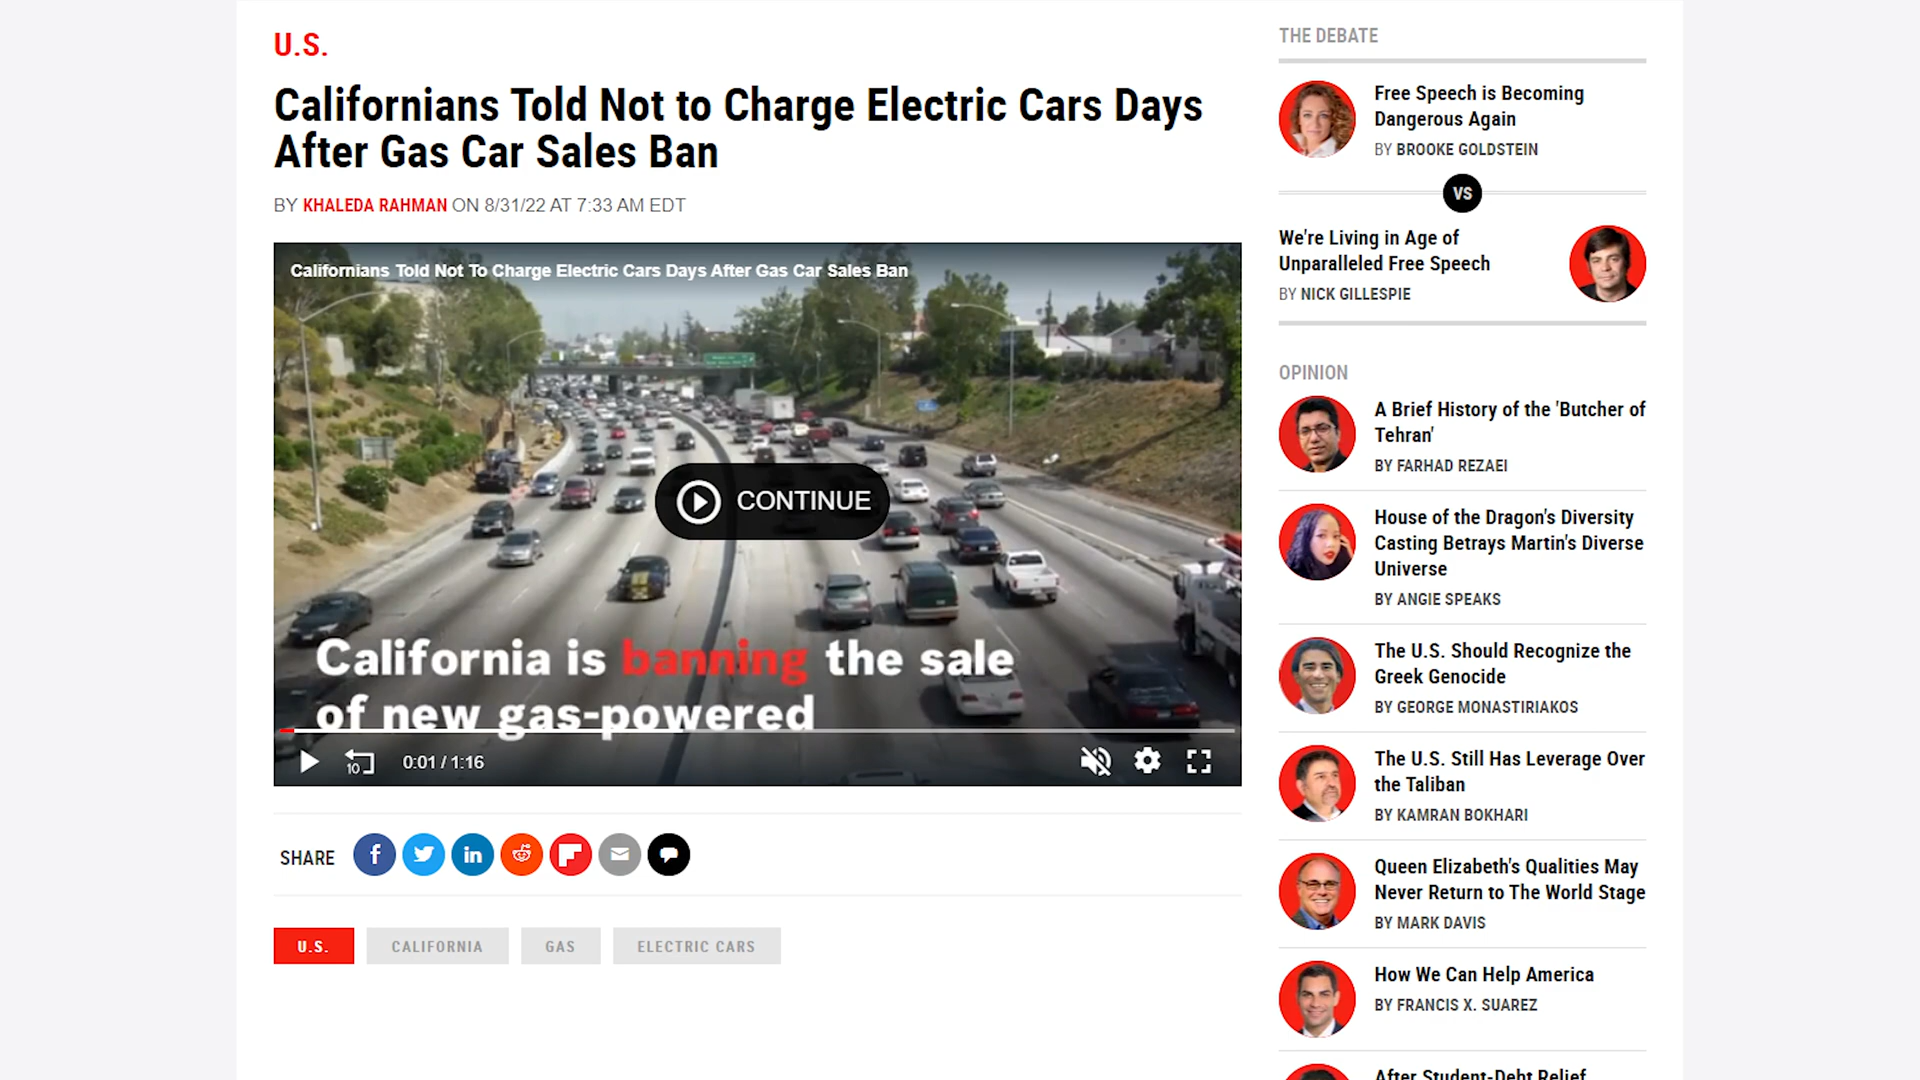 U.S.
Californians Told Not to Charge Electric Cars Days
After Gas Car Sales Ban
BY KHALEDA RAHMAN ON 8/31/22 AT 7:33 AM EDT
Californians Told Not To Charge Electric Cars Days After Gas Car Sales Ban
CONTINUE
California is banning the sale
of new gas-powered
10
0:01 / 1:16
SHARE
U.S.
CALIFORNIA
GAS
ELECTRIC CARS
THE DEBATE
Free Speech is Becoming
Dangerous Again
BY BROOKE GOLDSTEIN
VS
We're Living in Age of
Unparalleled Free Speech
BY NICK GILLESPIE
OPINION
A Brief History of the 'Butcher of
Tehran'
BY FARHAD REZAEI
House of the Dragon's Diversity
Casting Betrays Martin's Diverse
Universe
BY ANGIE SPEAKS
The U.S. Should Recognize the
Greek Genocide
BY GEORGE MONASTIRIAKOS
The U.S. Still Has Leverage Over
the Taliban
BY KAMRAN BOKHARI
Queen Elizabeth's Qualities May
Never Return to The World Stage
BY MARK DAVIS
How We Can Help America
BY FRANCIS X. SUAREZ
After Student-Debt Relief